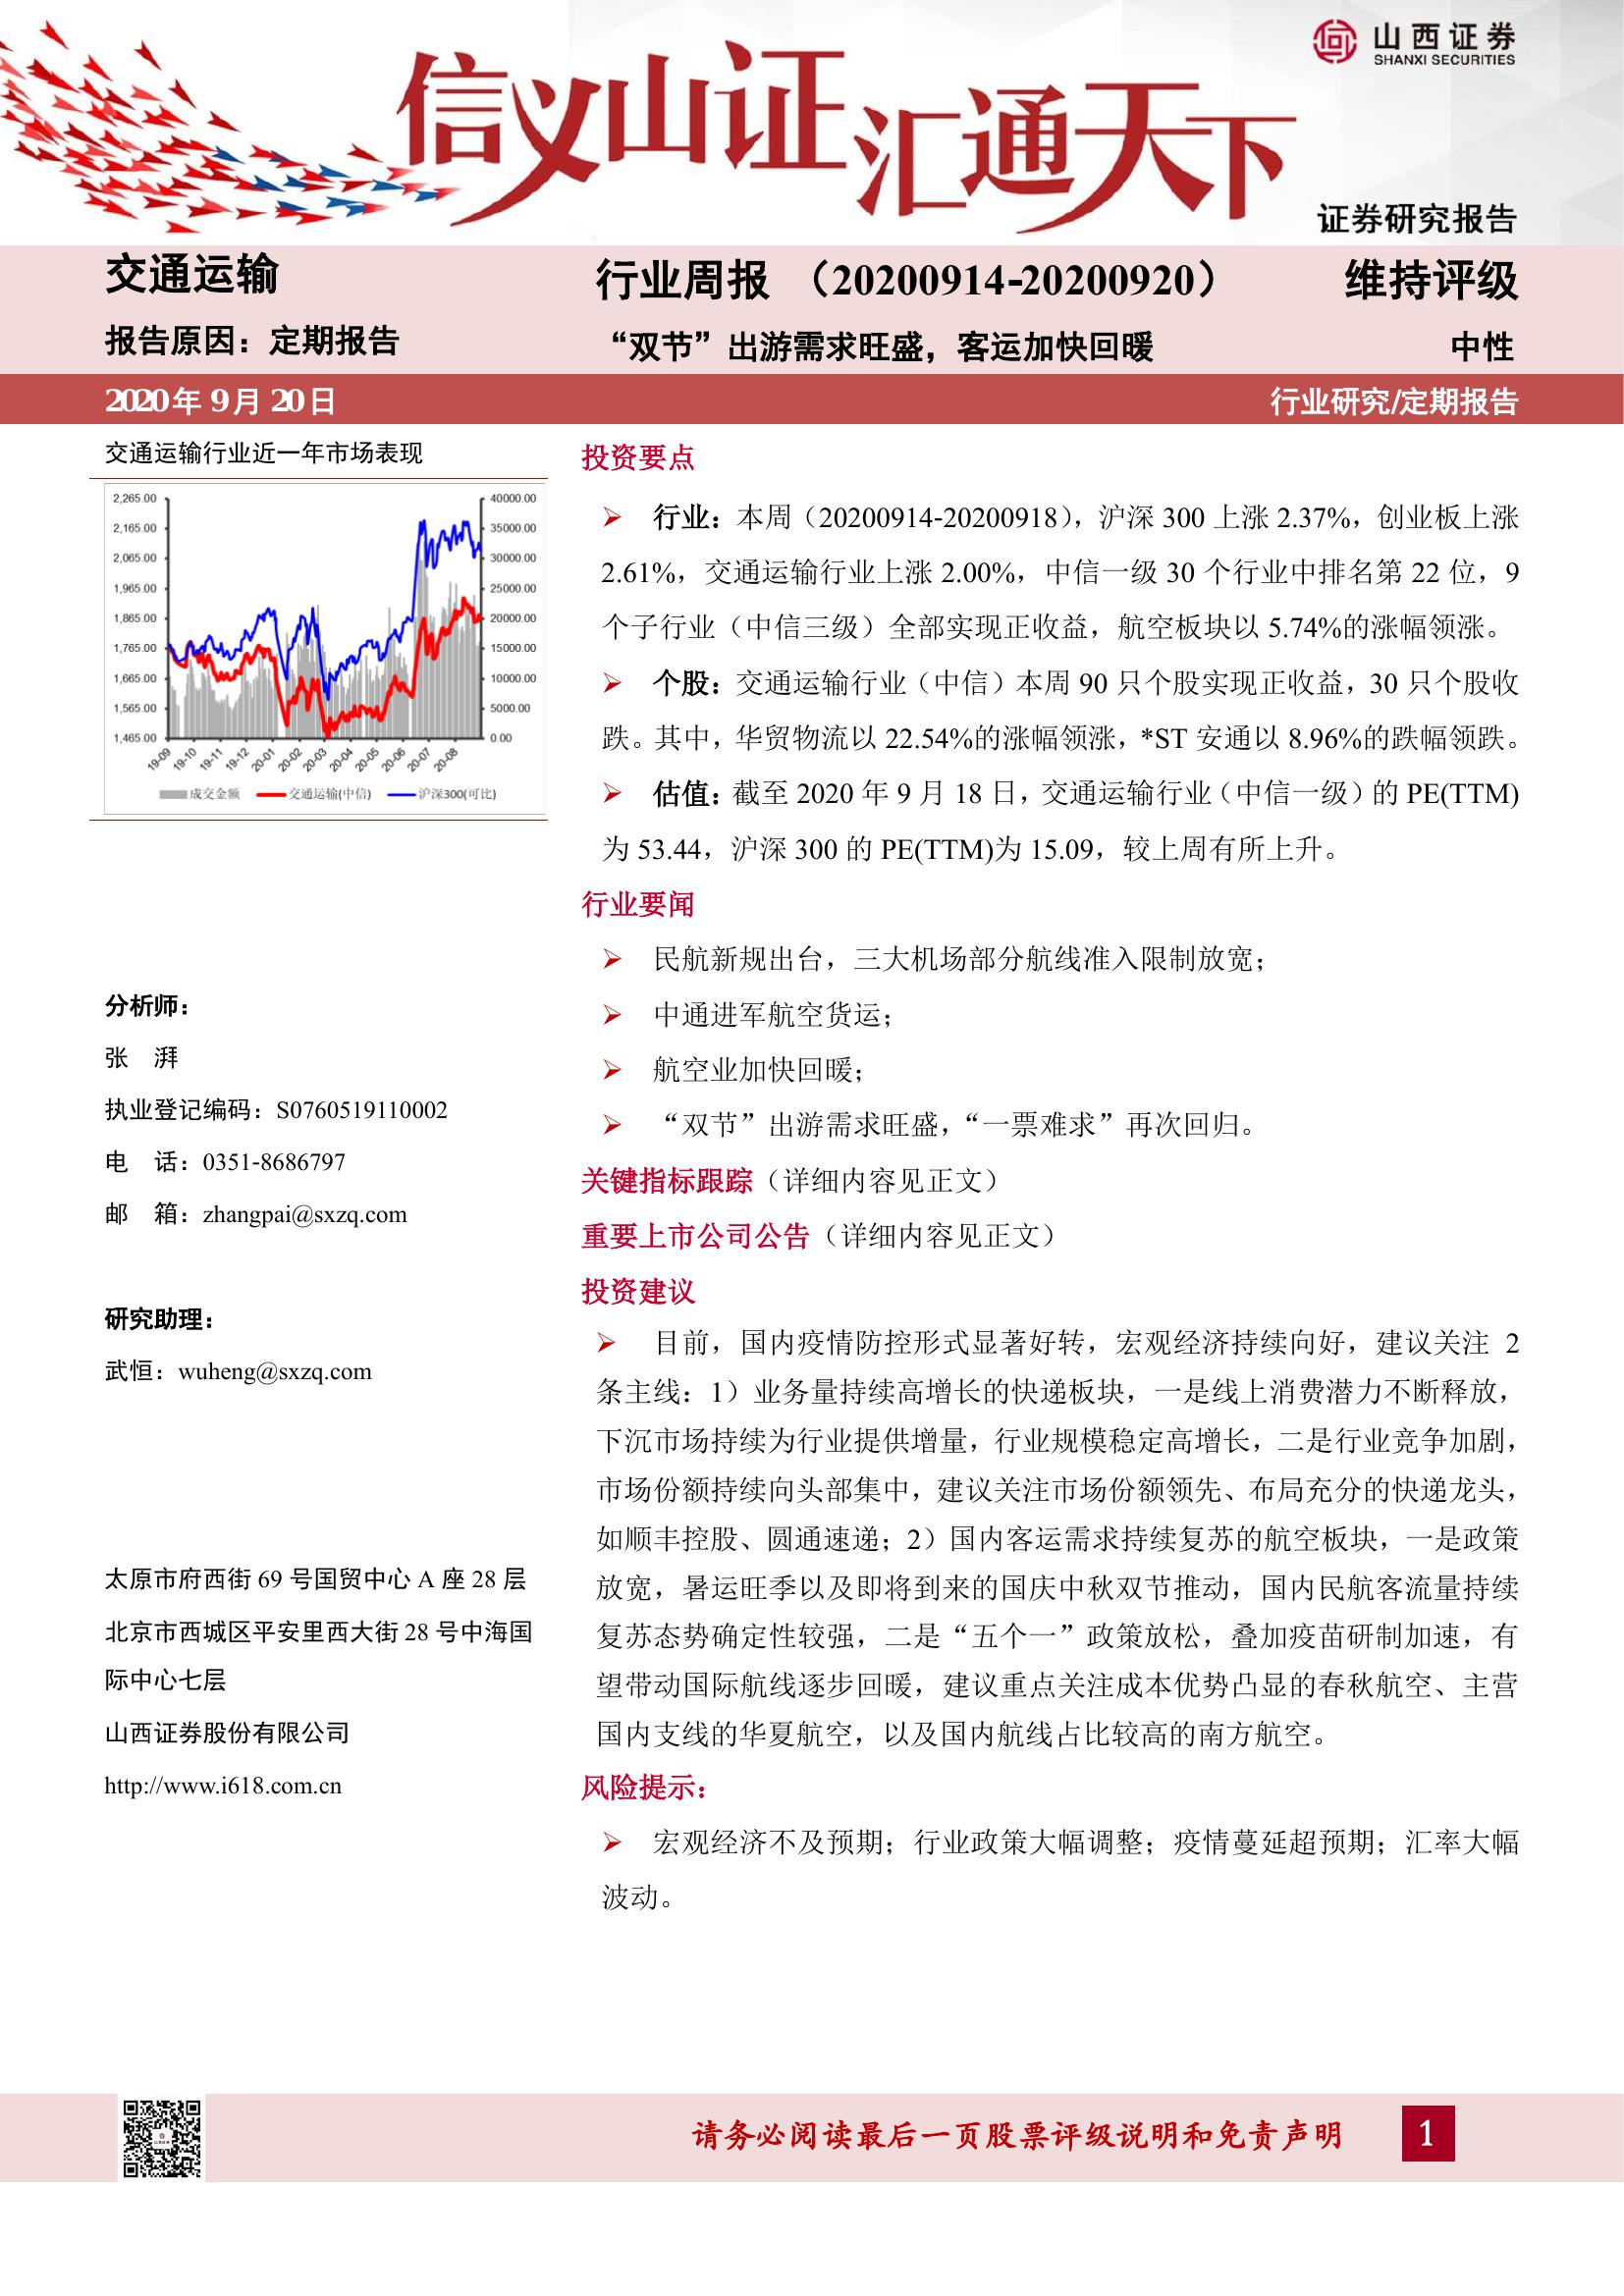 山西证券
SHANXI SECURITIES
信义山证汇通天下
证券研究报告
交通运输
行业周报 （20200914-20200920）
维持评级
报告原因：定期报告
“双节”出游需求旺盛，客运加快回暖
中性
2020年9月20日
行业研究/定期报告
交通运输行业近一年市场表现
2,265.00
2,165.00
2,065.00
1,965.00
1,865.00
1,765.00
1,665.00
1,565.00
1,465.00
40000.00
35000.00
30000.00
25000.00
20000.00
15000.00
10000.00
5000.00
0.00
19-09 19-10 19-11 19-12 20-01 20-02 20-03 20-04 20-05 20-06 20-07 20-08
成交金额 交通运输(中信) 沪深300(可比)
分析师：
张 湃
执业登记编码：S0760519110002
电 话：0351-8686797
邮 箱：zhangpai@sxzq.com
研究助理：
武恒：wuheng@sxzq.com
太原市府西街 69 号国贸中心 A 座 28 层
北京市西城区平安里西大街 28 号中海国
际中心七层
山西证券股份有限公司
http://www.i618.com.cn
投资要点
➢ 行业：本周（20200914-20200918），沪深 300 上涨 2.37%，创业板上涨
2.61%，交通运输行业上涨 2.00%，中信一级 30 个行业中排名第 22 位，9
个子行业（中信三级）全部实现正收益，航空板块以 5.74%的涨幅领涨。
➢ 个股：交通运输行业（中信）本周 90 只个股实现正收益，30 只个股收
跌。其中，华贸物流以 22.54%的涨幅领涨，*ST 安通以 8.96%的跌幅领跌。
➢ 估值：截至 2020 年 9 月 18 日，交通运输行业（中信一级）的 PE(TTM)
为 53.44，沪深 300 的 PE(TTM)为 15.09，较上周有所上升。
行业要闻
➢ 民航新规出台，三大机场部分航线准入限制放宽；
➢ 中通进军航空货运；
➢ 航空业加快回暖；
➢ “双节”出游需求旺盛，“一票难求”再次回归。
关键指标跟踪（详细内容见正文）
重要上市公司公告（详细内容见正文）
投资建议
➢ 目前，国内疫情防控形式显著好转，宏观经济持续向好，建议关注 2
条主线：1）业务量持续高增长的快递板块，一是线上消费潜力不断释放，
下沉市场持续为行业提供增量，行业规模稳定高增长，二是行业竞争加剧，
市场份额持续向头部集中，建议关注市场份额领先、布局充分的快递龙头，
如顺丰控股、圆通速递；2）国内客运需求持续复苏的航空板块，一是政策
放宽，暑运旺季以及即将到来的国庆中秋双节推动，国内民航客流量持续
复苏态势确定性较强，二是“五个一”政策放松，叠加疫苗研制加速，有
望带动国际航线逐步回暖，建议重点关注成本优势凸显的春秋航空、主营
国内支线的华夏航空，以及国内航线占比较高的南方航空。
风险提示：
➢ 宏观经济不及预期；行业政策大幅调整；疫情蔓延超预期；汇率大幅
波动。
请务必阅读最后一页股票评级说明和免责声明
1